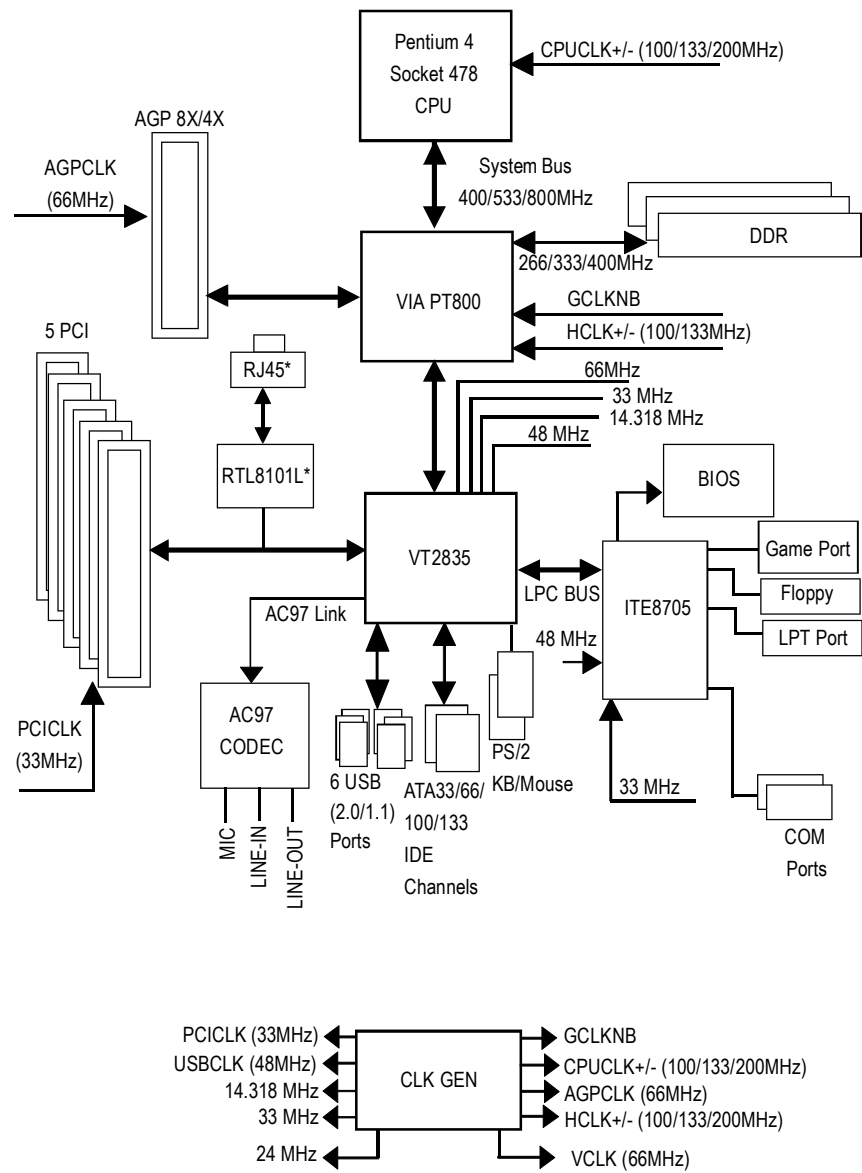 Pentium 4
Socket 478
CPU
CPUCLK+/- (100/133/200MHz)
AGP 8X/4X
AGPCLK
(66MHz)
System Bus
400/533/800MHz
DDR
266/333/400MHz
VIA PT800
GCLKNB
HCLK+/- (100/133MHz)
5 PCI
RJ45*
66MHz
33 MHz
14.318 MHz
48 MHz
RTL8101L*
BIOS
VT2835
Game Port
LPC BUS
ITE8705
Floppy
AC97 Link
LPT Port
48 MHz
PCICLK
(33MHz)
AC97
CODEC
6 USB
(2.0/1.1)
Ports
ATA33/66/
100/133
IDE
Channels
PS/2
KB/Mouse
33 MHz
COM
Ports
MIC
LINE-IN
LINE-OUT
PCICLK (33MHz)
USBCLK (48MHz)
14.318 MHz
33 MHz
24 MHz
CLK GEN
GCLKNB
CPUCLK+/- (100/133/200MHz)
AGPCLK (66MHz)
HCLK+/- (100/133/200MHz)
VCLK (66MHz)